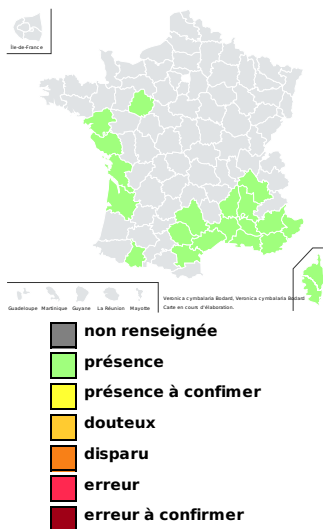 Île-de-France
Guadeloupe Martinique Guyane La Réunion Mayotte
Veronica cymbalaria Bodard, Veronica cymbalaria Bodard
Carte en cours d'élaboration.
non renseignée
présence
présence à confimer
douteux
disparu
erreur
erreur à confirmer